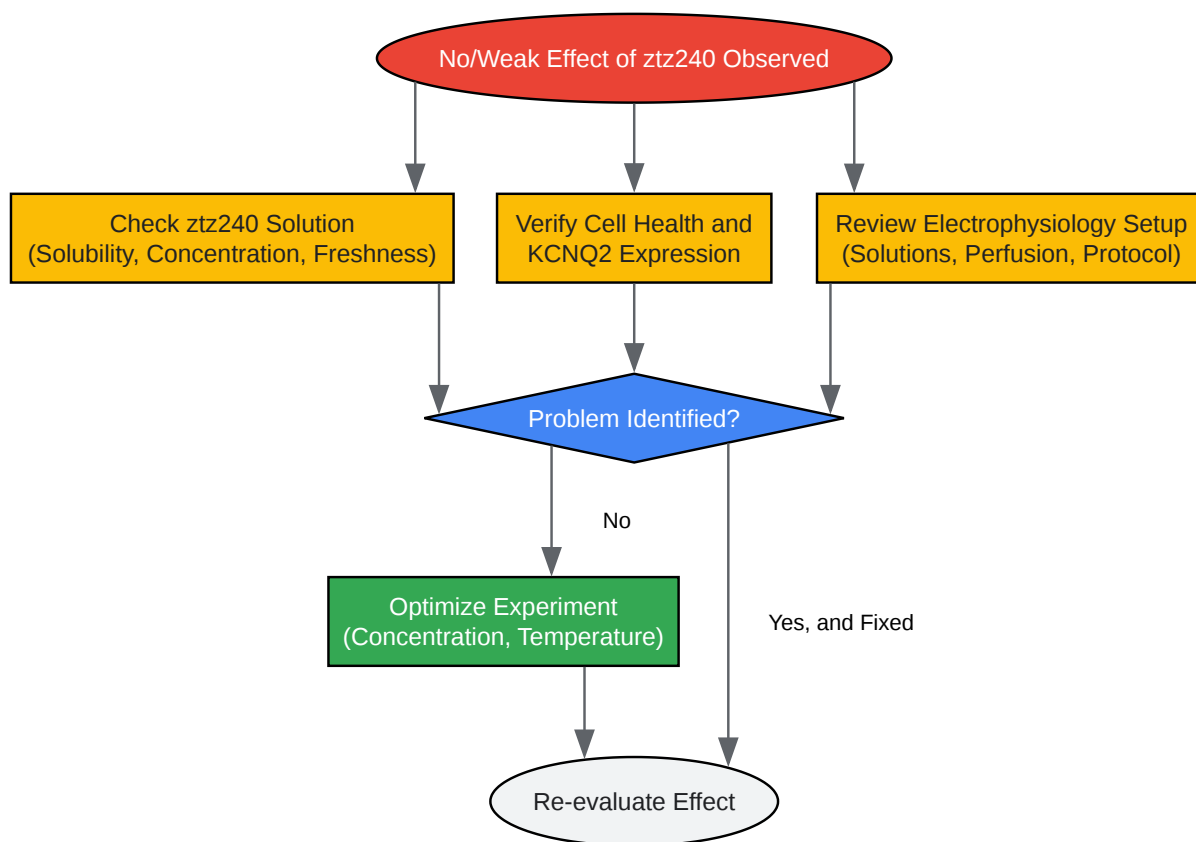 No/Weak Effect of ztz240 Observed
Check ztz240 Solution
(Solubility, Concentration, Freshness)
Verify Cell Health and
KCNQ2 Expression
Review Electrophysiology Setup
(Solutions, Perfusion, Protocol)
Problem Identified?
No
Optimize Experiment
(Concentration, Temperature)
Yes, and Fixed
Re-evaluate Effect